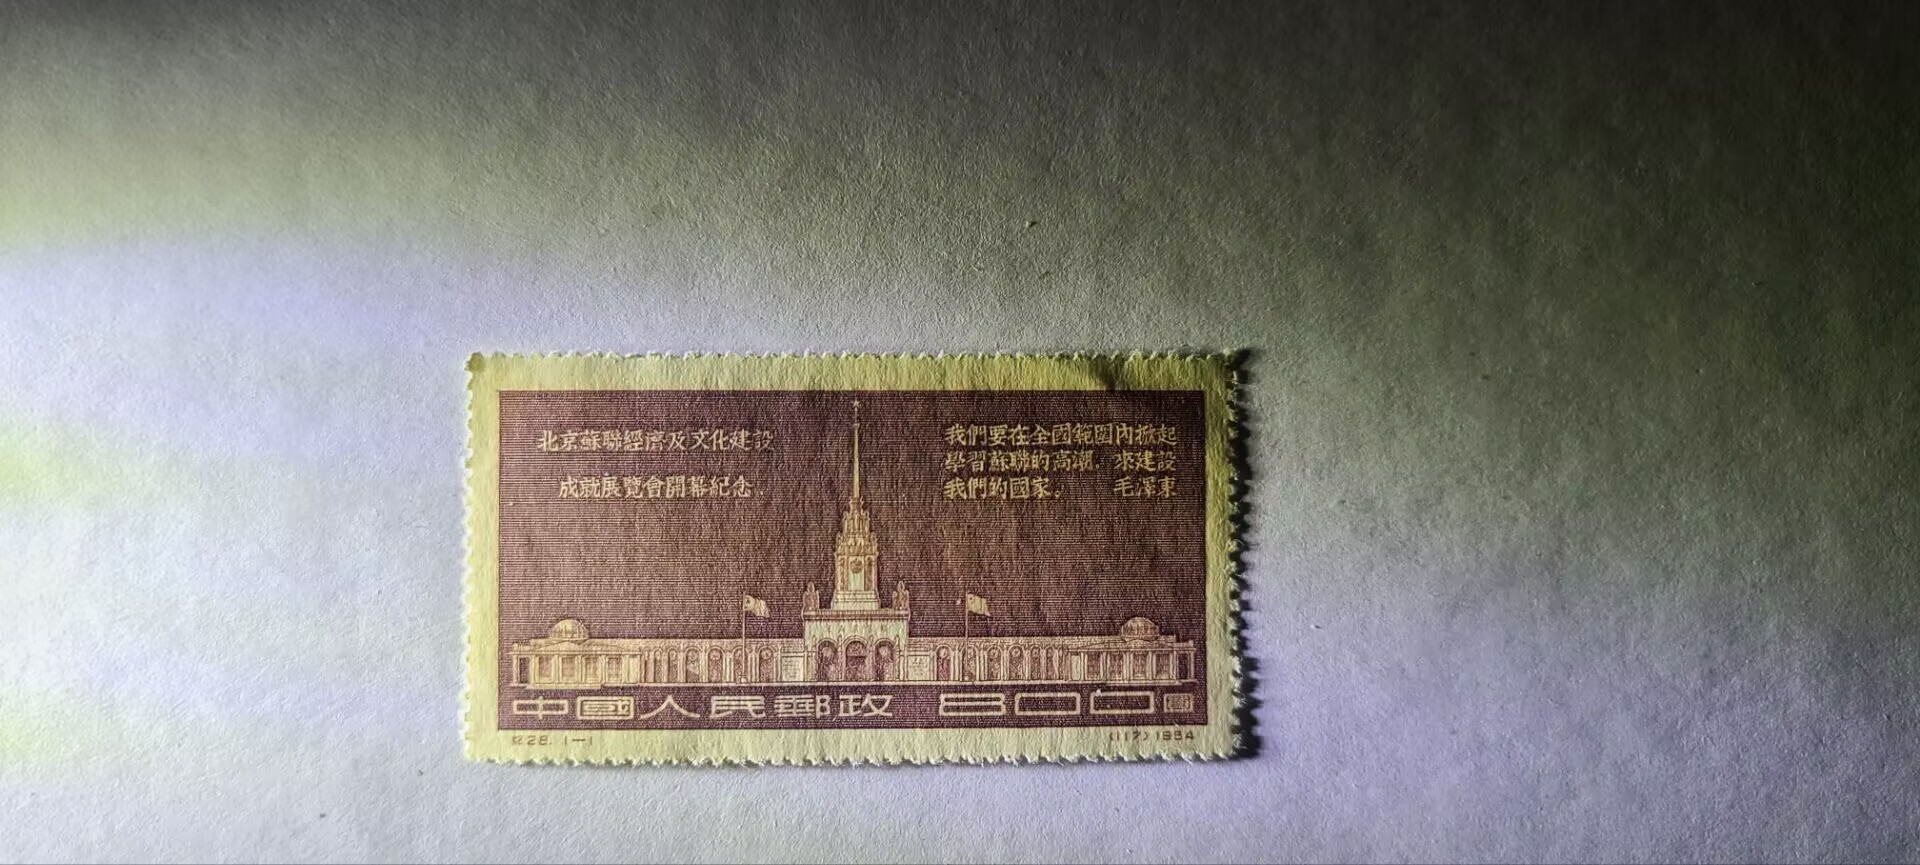 北京蘇聯經濟及文化建設
成就展覽會開幕紀念.
我們要在全國範圍內掀起
學習蘇聯的高潮，來建設
我們的國家。 毛澤東
中國人民郵政 800圓
紀28. 1—1
(117) 1954